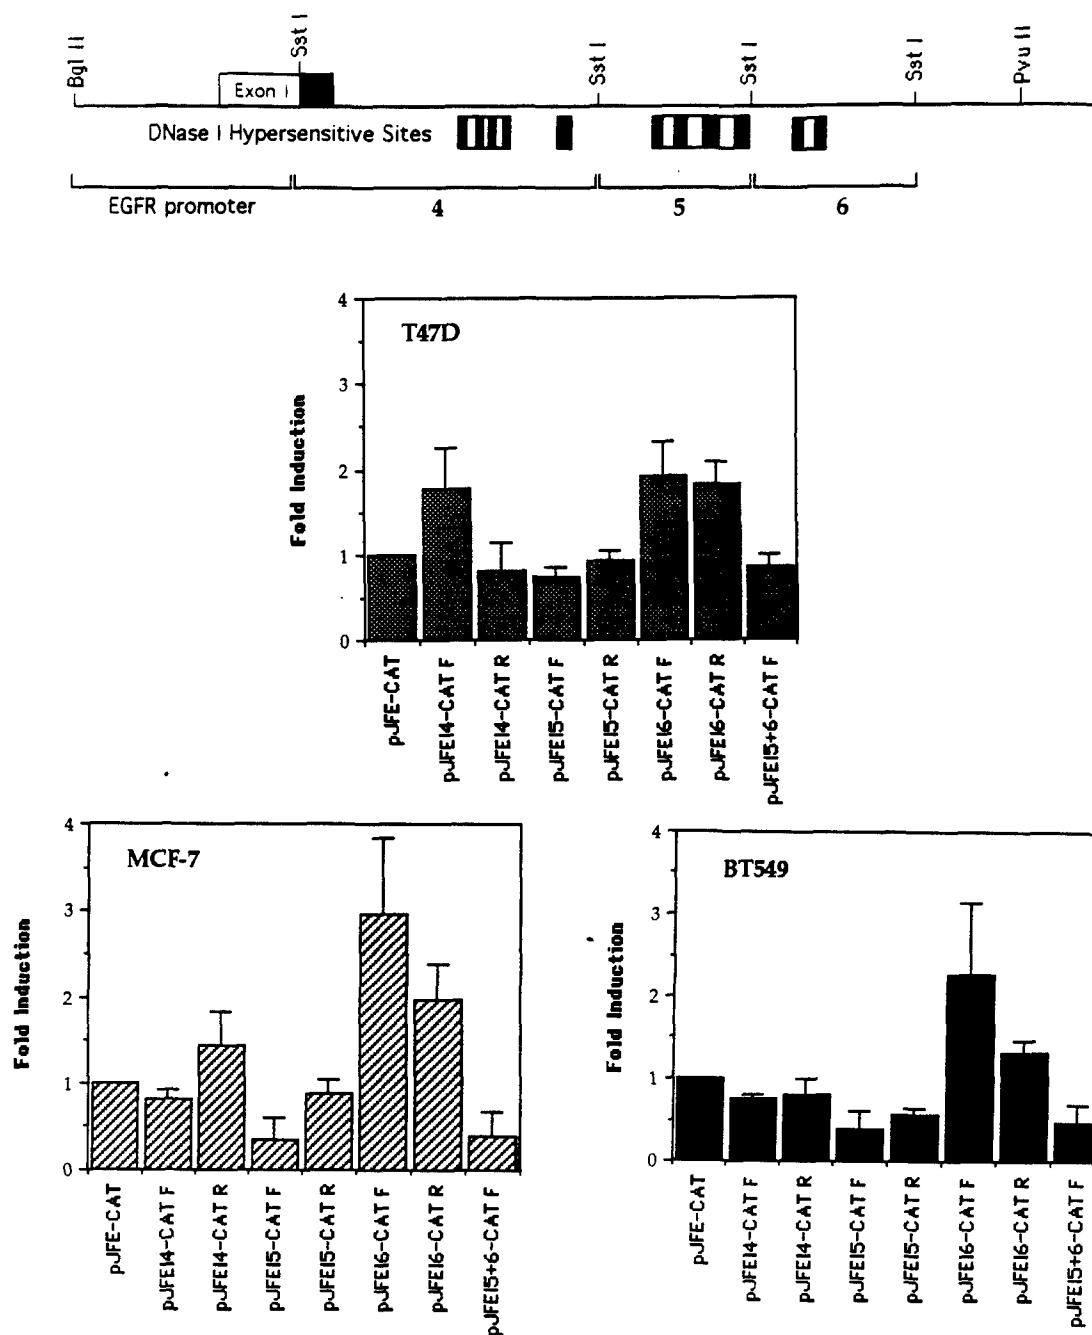 Bgl II
Sst I
Sst I
Sst I
Sst I
Pvu II
Exon I
DNase I Hypersensitive Sites
EGFR promoter
4
5
6
T47D
Fold Induction
4
3
2
1
0
pJFE-CAT
pJFEI4-CAT F
pJFEI4-CAT R
pJFEI5-CAT F
pJFEI5-CAT R
pJFEI6-CAT F
pJFEI6-CAT R
pJFEI5+6-CAT F
MCF-7
Fold Induction
4
3
2
1
0
pJFE-CAT
pJFEI4-CAT F
pJFEI4-CAT R
pJFEI5-CAT F
pJFEI5-CAT R
pJFEI6-CAT F
pJFEI6-CAT R
pJFEI5+6-CAT F
BT549
Fold Induction
4
3
2
1
0
pJFE-CAT
pJFEI4-CAT F
pJFEI4-CAT R
pJFEI5-CAT F
pJFEI5-CAT R
pJFEI6-CAT F
pJFEI6-CAT R
pJFEI5+6-CAT F